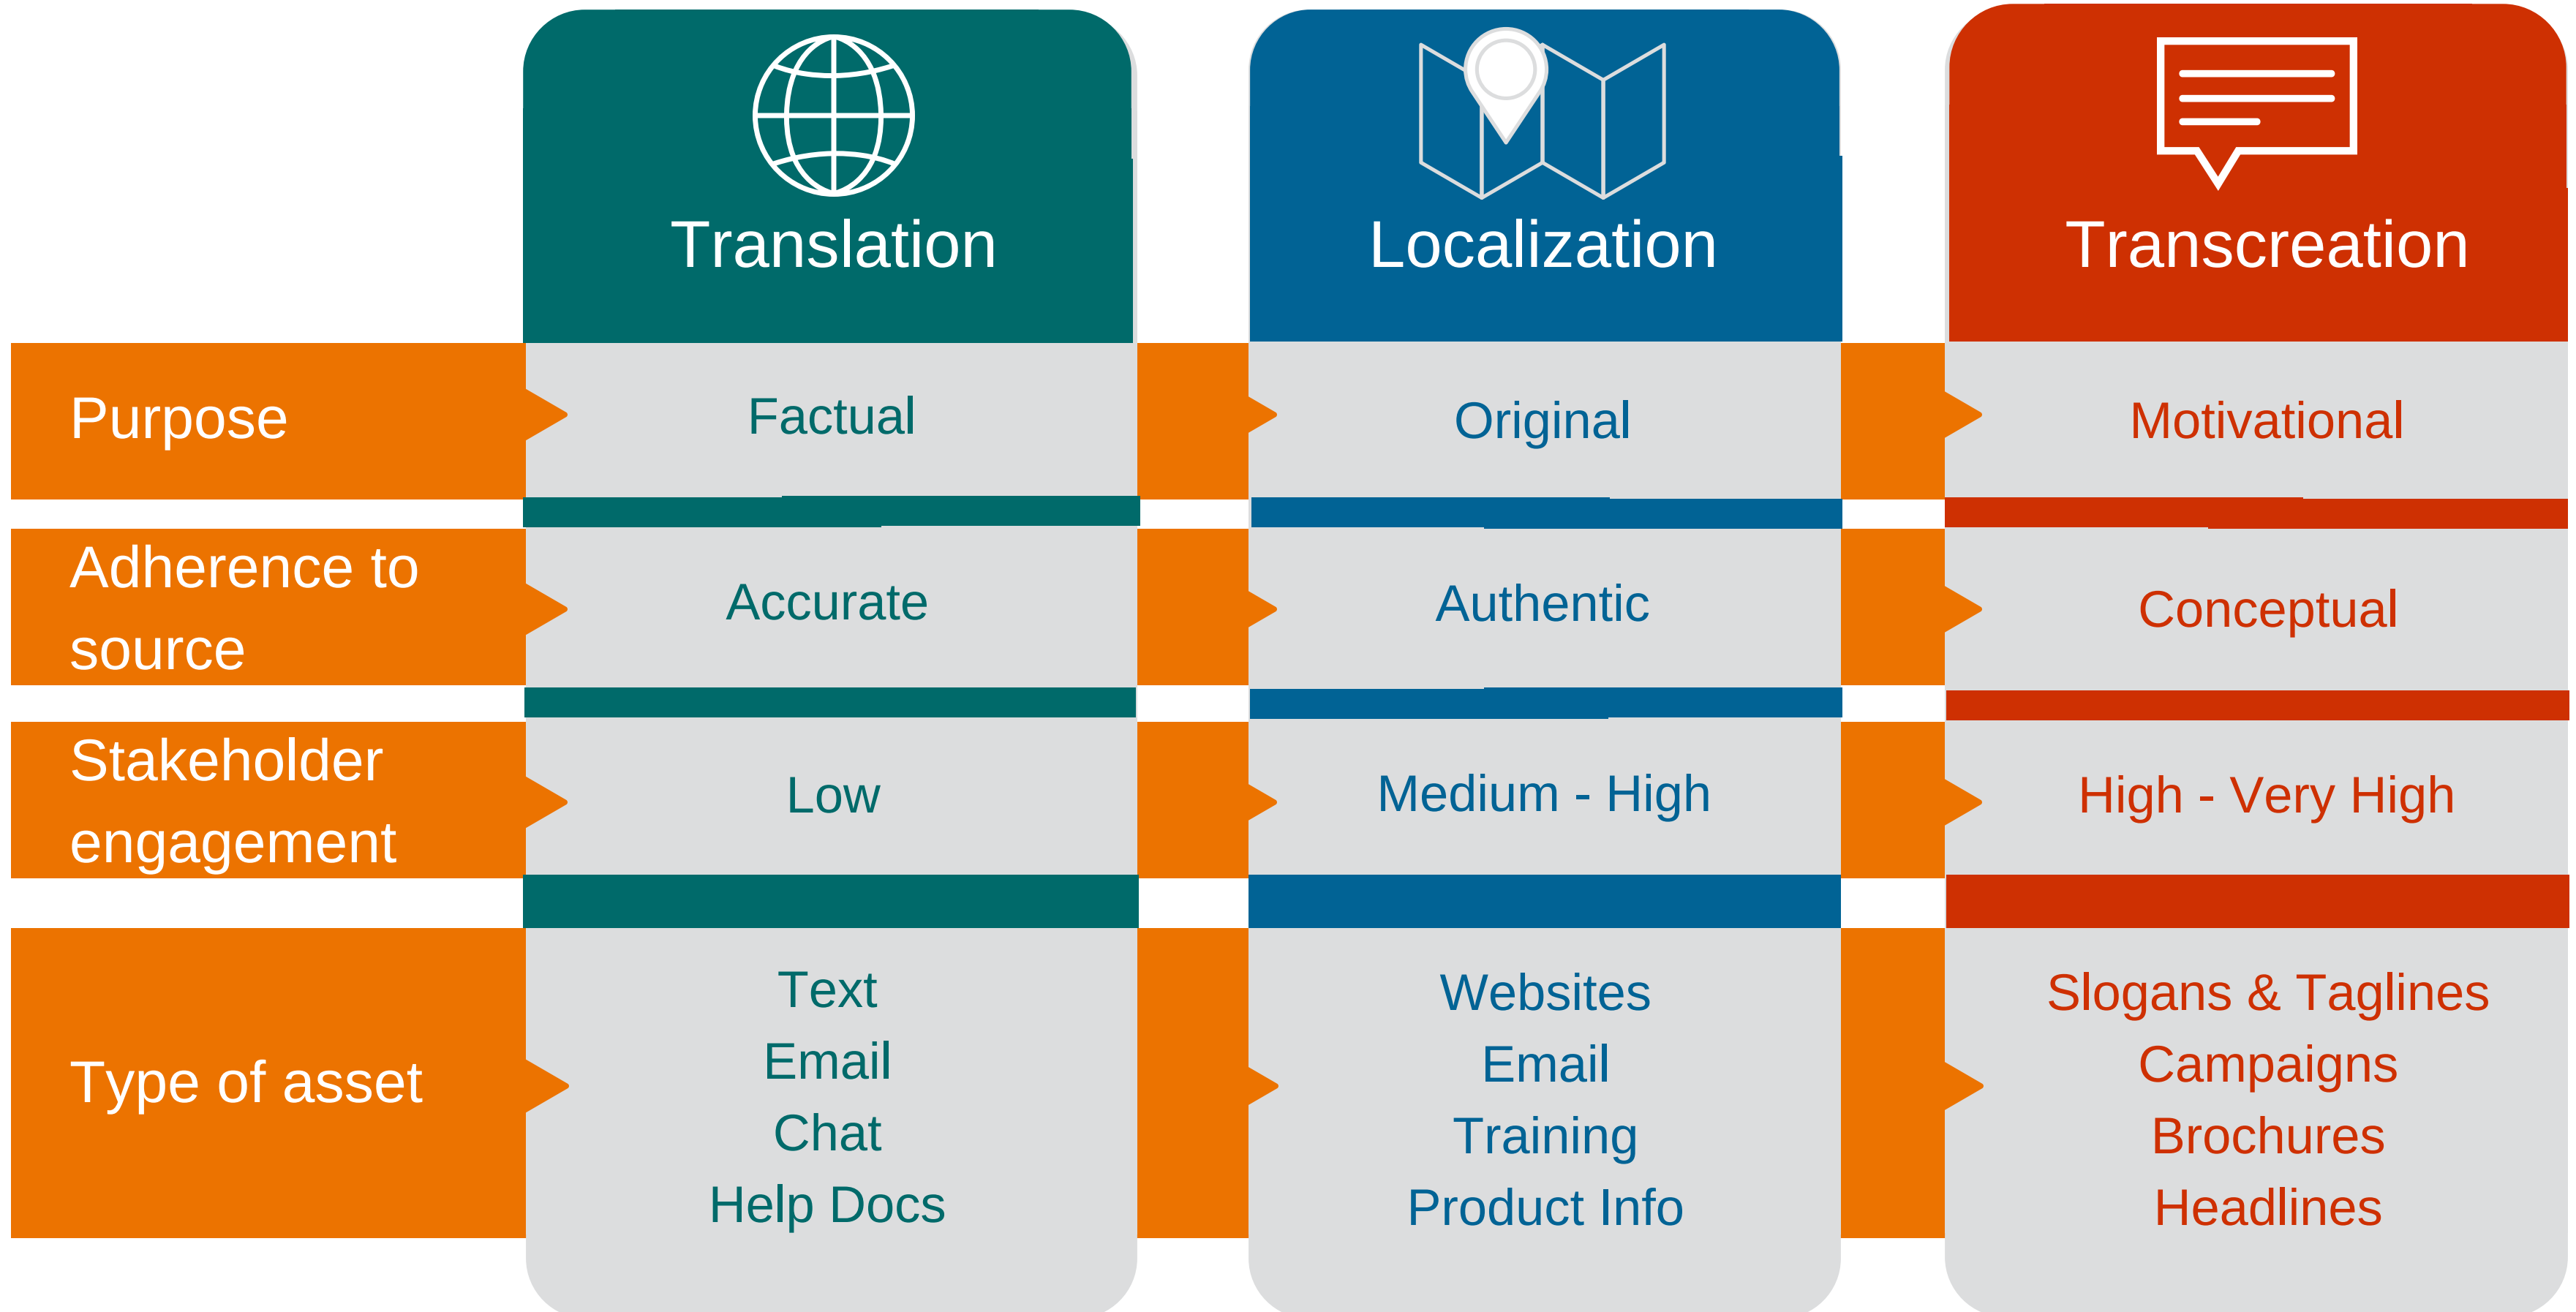 Translation
Localization
Transcreation
Purpose
Factual
Original
Motivational
Adherence to
source
Accurate
Authentic
Conceptual
Stakeholder
engagement
Low
Medium - High
High - Very High
Type of asset
Text
Email
Chat
Help Docs
Websites
Email
Training
Product Info
Slogans & Taglines
Campaigns
Brochures
Headlines